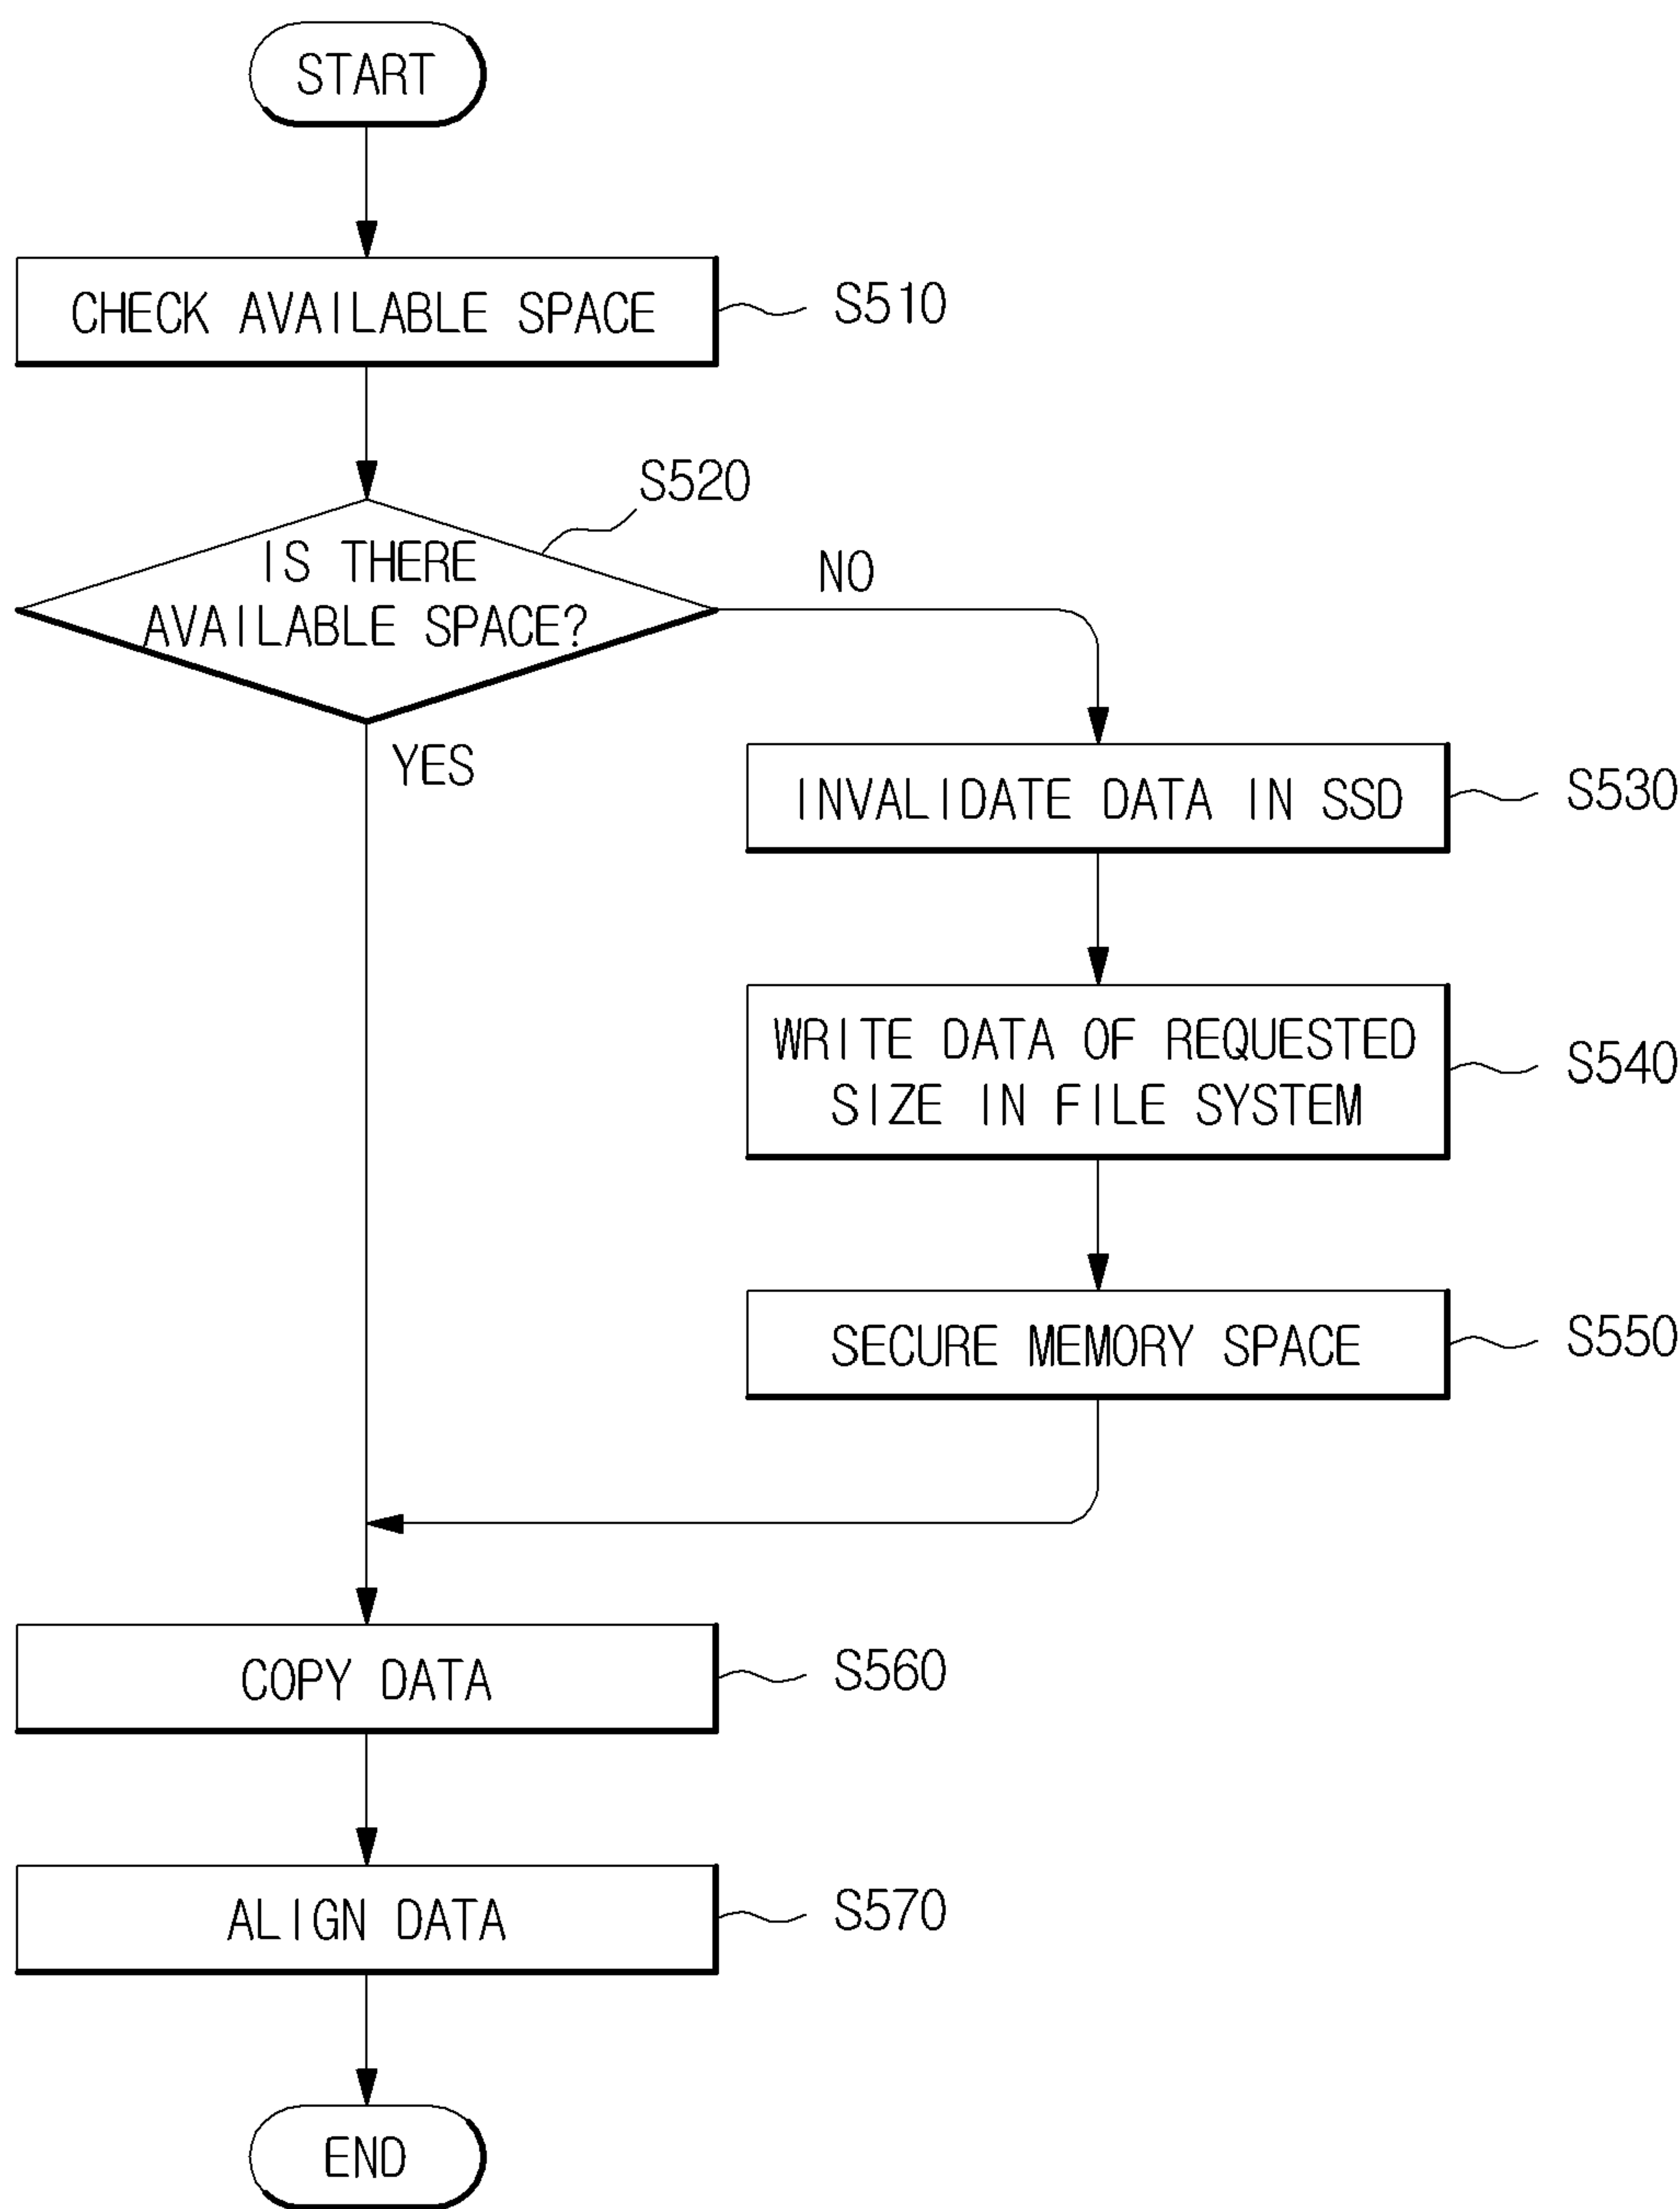 START
CHECK AVAILABLE SPACE
S510
S520
IS THERE
AVAILABLE SPACE?
NO
YES
INVALIDATE DATA IN SSD
S530
WRITE DATA OF REQUESTED
SIZE IN FILE SYSTEM
S540
SECURE MEMORY SPACE
S550
COPY DATA
S560
ALIGN DATA
S570
END